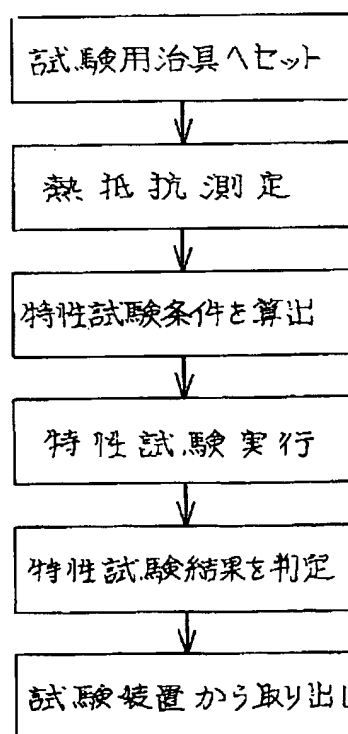 試験用治具へセット
熱抵抗測定
特性試験条件を算出
特性試験実行
特性試験結果を判定
試験装置から取り出し